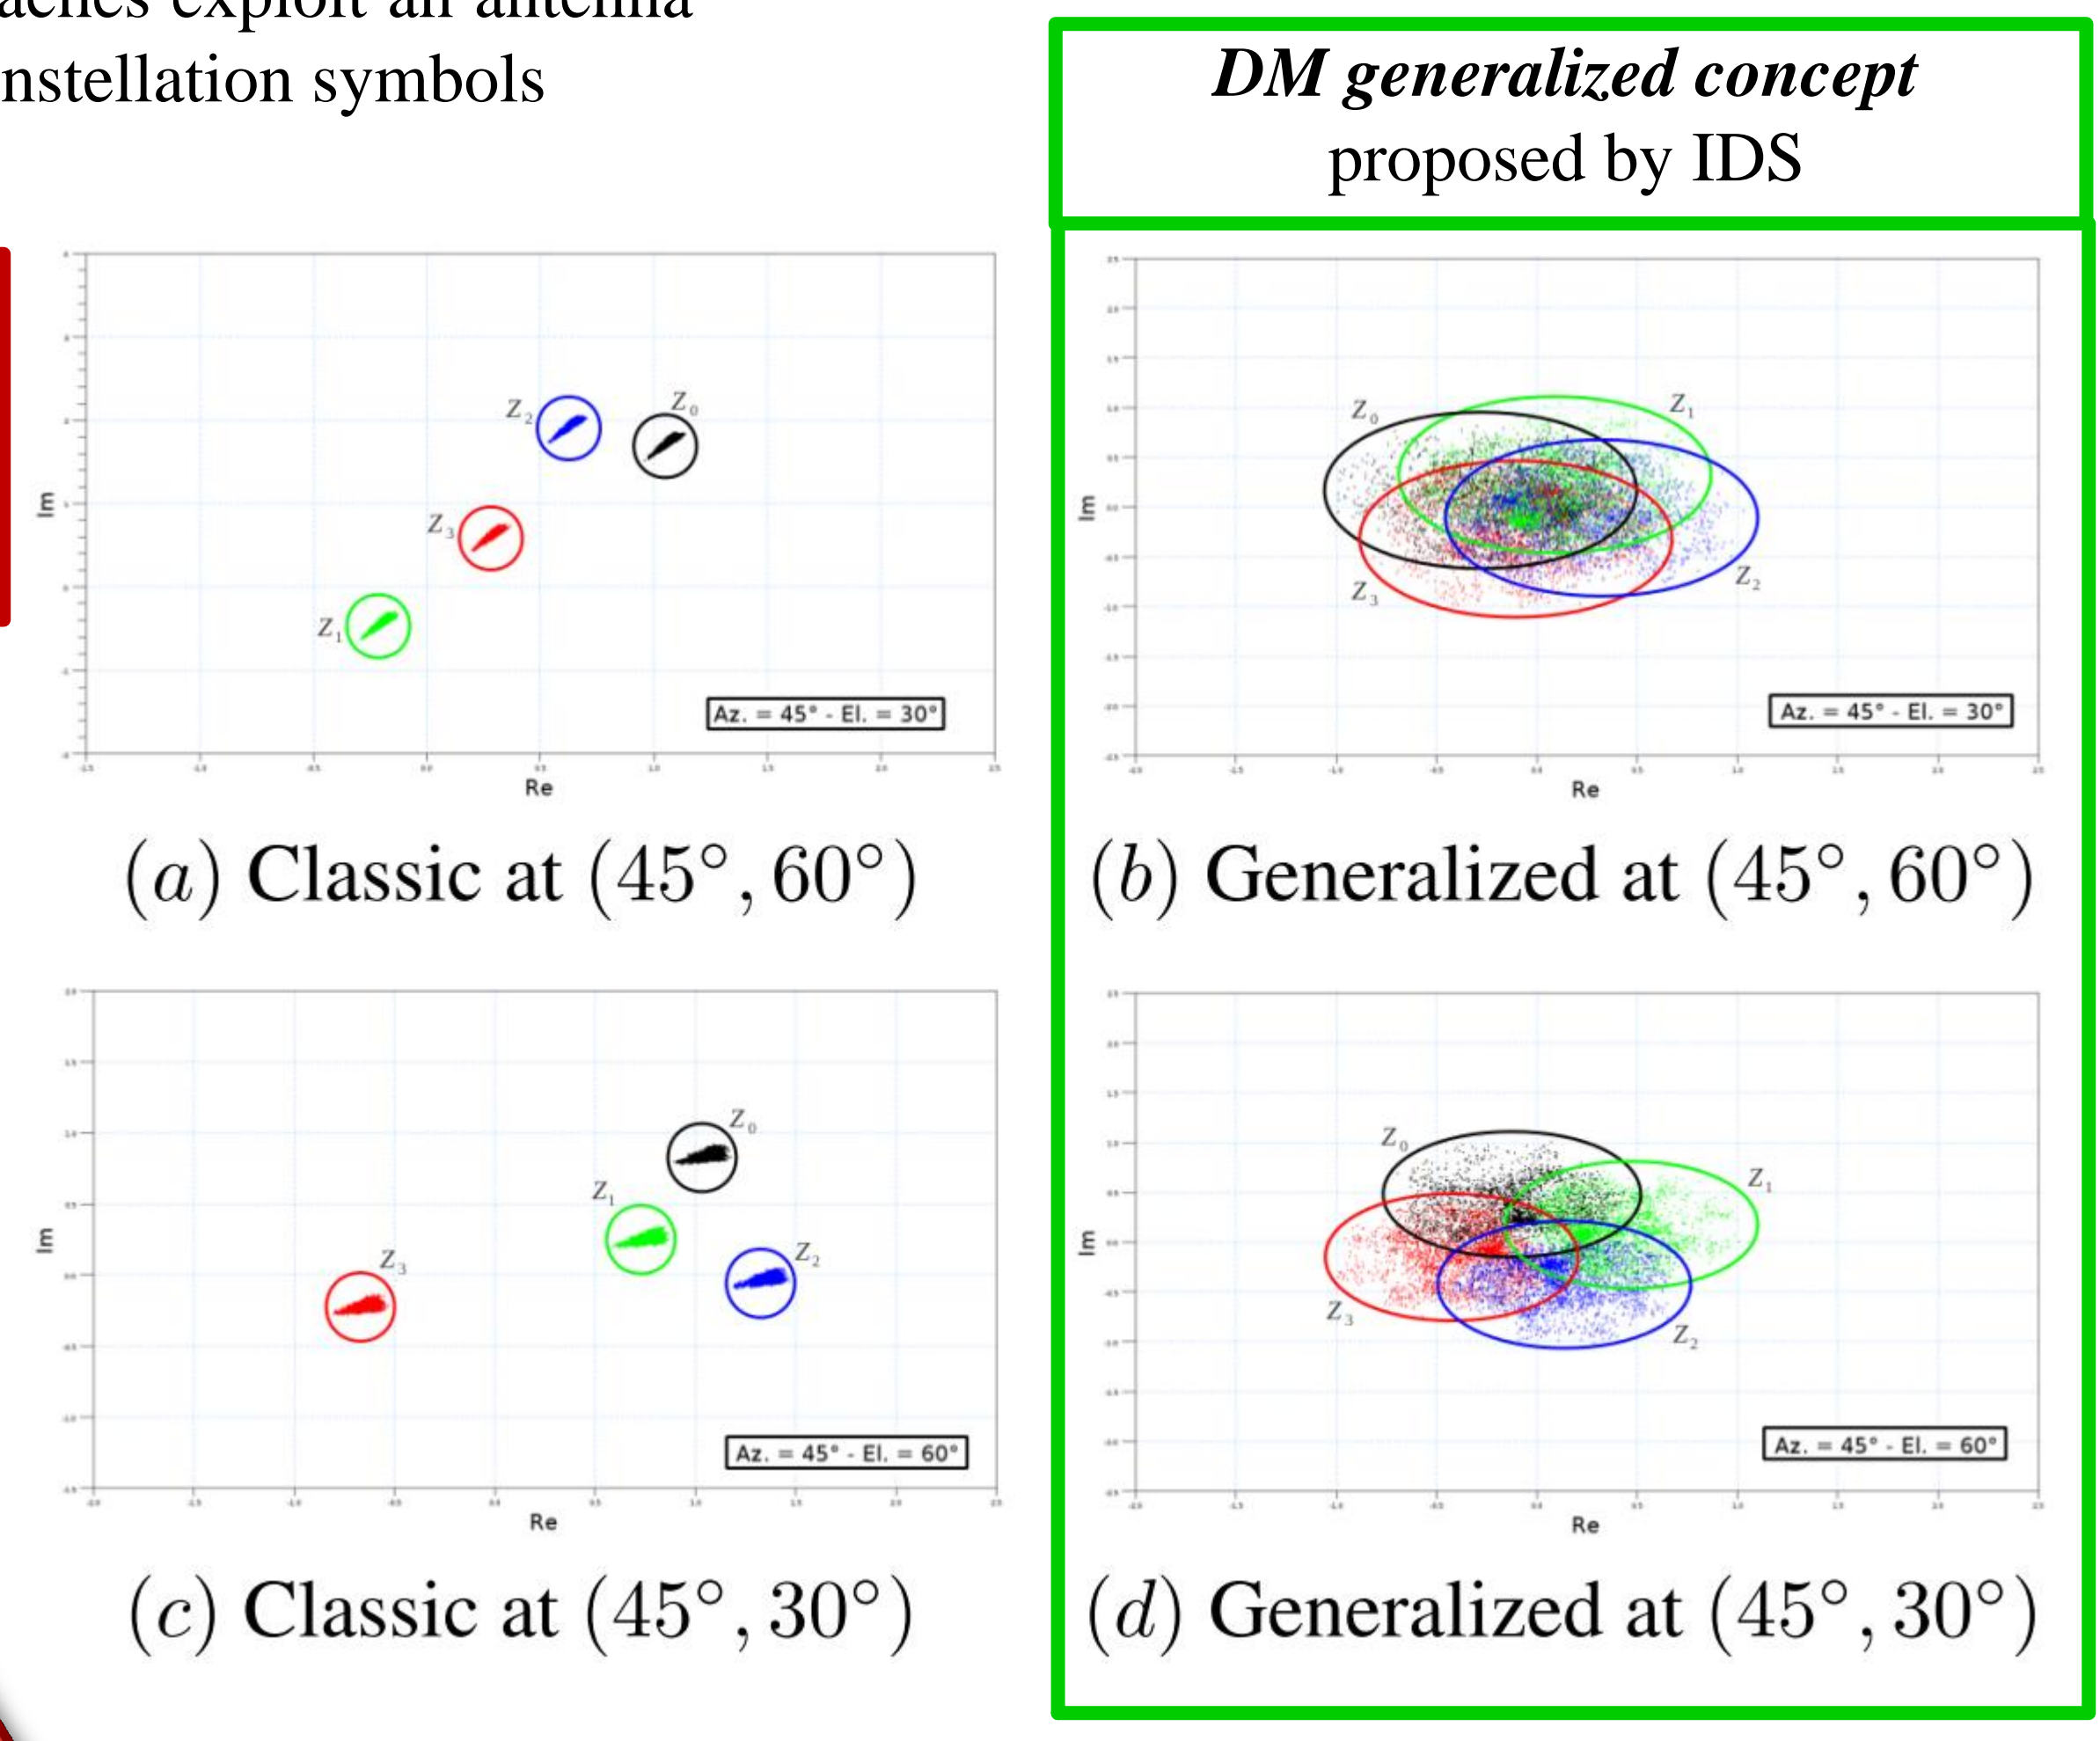 nstellation symbols
DM generalized concept
proposed by IDS
Im
Z0
Z1
Z2
Z3
Az. = 45° - El. = 30°
Re
(a) Classic at (45°, 60°)
Im
Z0
Z1
Z2
Z3
Az. = 45° - El. = 30°
Re
(b) Generalized at (45°, 60°)
Im
Z0
Z1
Z2
Z3
Az. = 45° - El. = 60°
Re
(c) Classic at (45°, 30°)
Im
Z0
Z1
Z2
Z3
Az. = 45° - El. = 60°
Re
(d) Generalized at (45°, 30°)